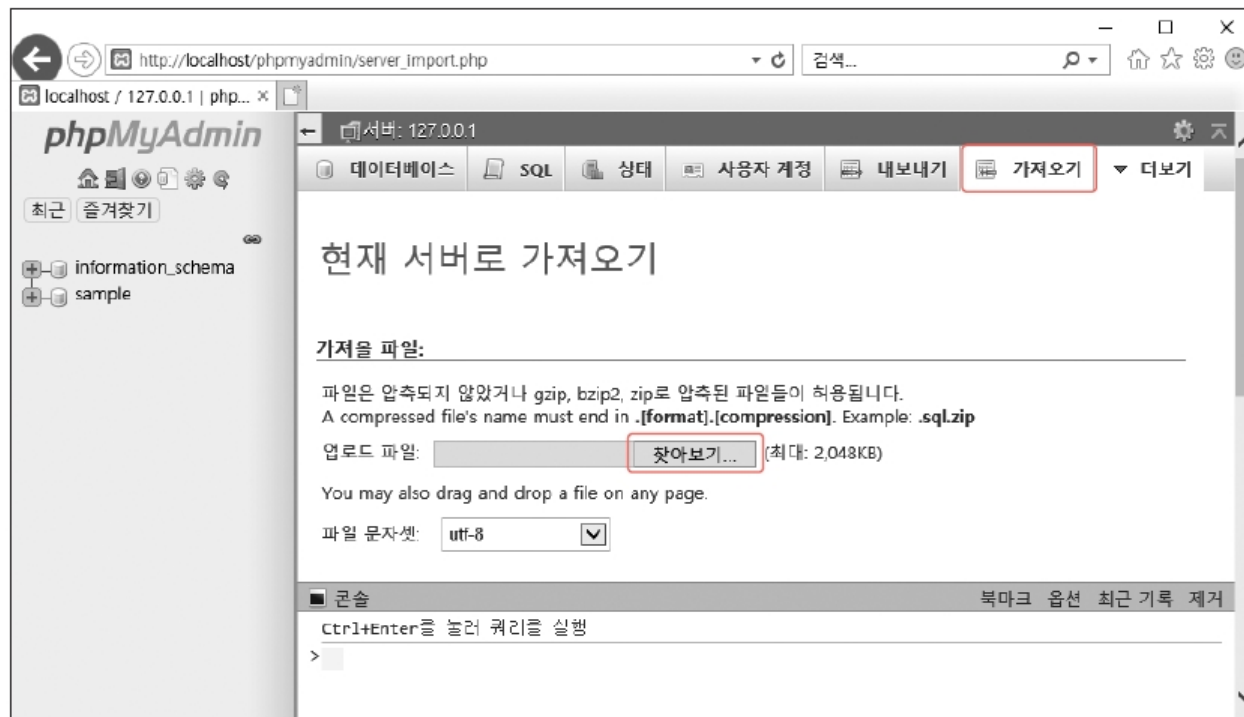 http://localhost/phpmyadmin/server_import.php
검색...
localhost / 127.0.0.1 | php...
phpMyAdmin
최근 즐겨찾기
information_schema
sample
서버: 127.0.0.1
데이터베이스 SQL 상태 사용자 계정 내보내기 가져오기 더보기
현재 서버로 가져오기
가져올 파일:
파일은 압축되지 않았거나 gzip, bzip2, zip로 압축된 파일들이 허용됩니다.
A compressed file's name must end in .[format].[compression]. Example: .sql.zip
업로드 파일: 찾아보기... (최대: 2,048KB)
You may also drag and drop a file on any page.
파일 문자셋: utf-8
콘솔 북마크 옵션 최근 기록 제거
Ctrl+Enter을 눌러 쿼리를 실행
>